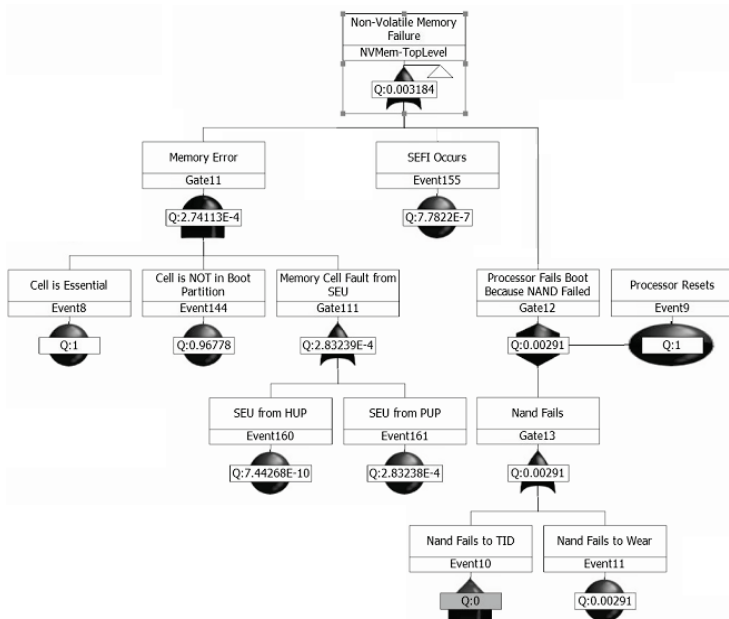 Non-Volatile Memory
Failure
NVMem-TopLevel
Q:0.003184
Memory Error
Gate11
Q:2.74113E-4
SEFI Occurs
Event155
Q:7.7822E-7
Cell is Essential
Event8
Q:1
Cell is NOT in Boot
Partition
Event144
Q:0.96778
Memory Cell Fault from
SEU
Gate111
Q:2.83239E-4
Processor Fails Boot
Because NAND Failed
Gate12
Q:0.00291
Processor Resets
Event9
Q:1
SEU from HUP
Event160
Q:7.44268E-10
SEU from PUP
Event161
Q:2.83238E-4
Nand Fails
Gate13
Q:0.00291
Nand Fails to TID
Event10
Q:0
Nand Fails to Wear
Event11
Q:0.00291